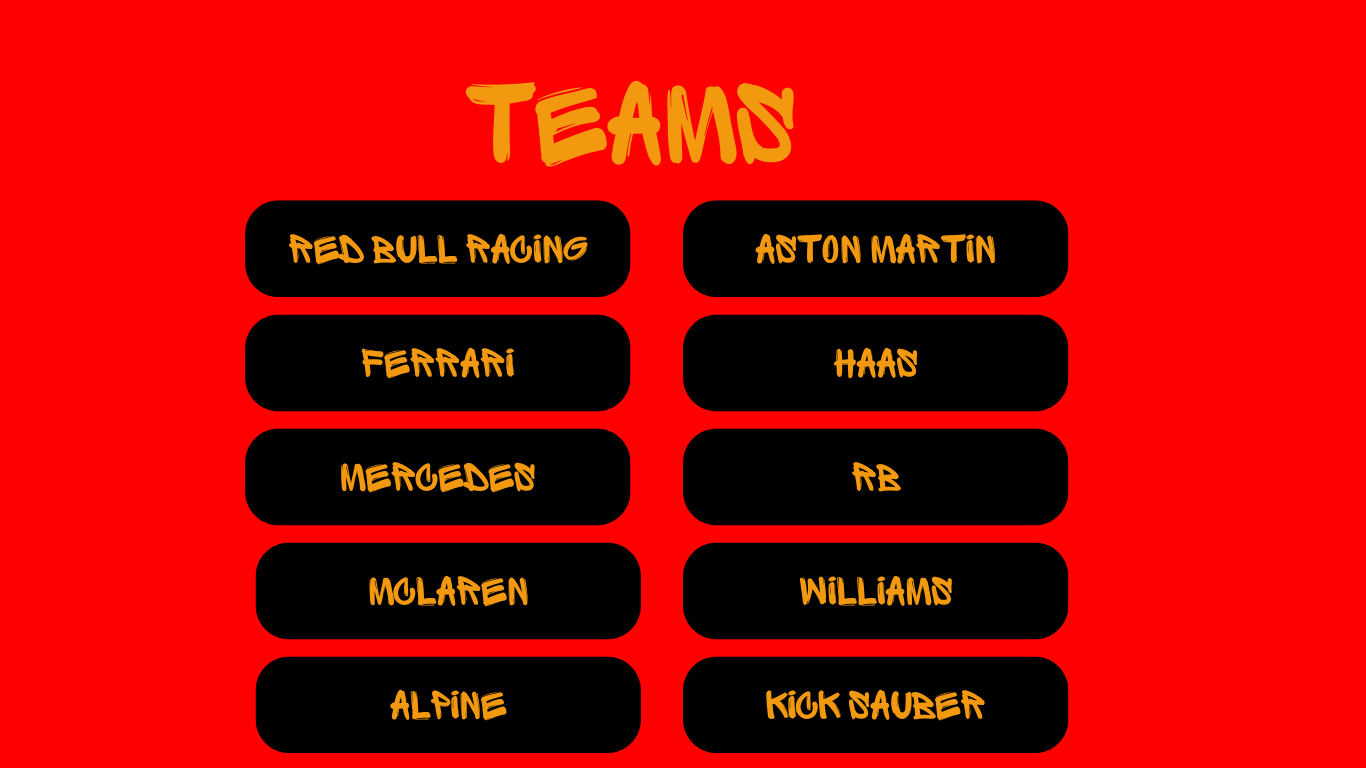 TEAMS
RED BULL RACING
ASTON MARTIN
FERRARI
HAAS
MERCEDES
RB
MCLAREN
WILLIAMS
ALPINE
KICK SAUBER